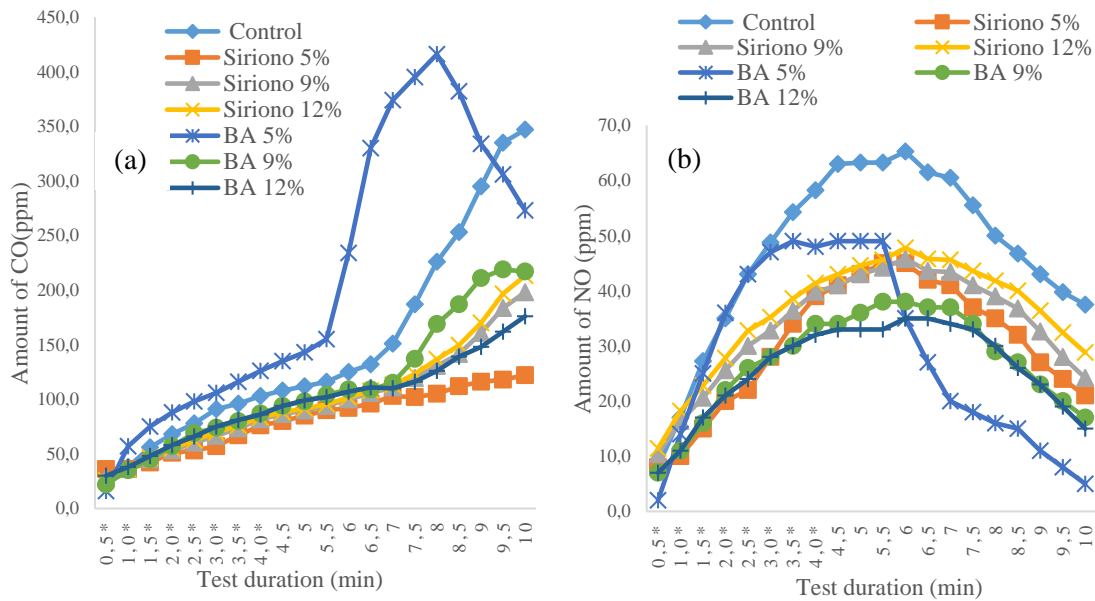 Control
Siriono 5%
Siriono 9%
Siriono 12%
BA 5%
BA 9%
BA 12%
(a)
450,0
400,0
350,0
300,0
250,0
200,0
150,0
100,0
50,0
0,0
Amount of CO(ppm)
0,5* 1,0* 1,5* 2,0* 2,5* 3,0* 3,5* 4,0* 4,5 5 5,5 6 6,5 7 7,5 8 8,5 9 9,5 10
Test duration (min)
Control Siriono 5%
Siriono 9% Siriono 12%
BA 5% BA 9%
BA 12%
(b)
70,0
60,0
50,0
40,0
30,0
20,0
10,0
0,0
Amount of NO (ppm)
0,5* 1,0* 1,5* 2,0* 2,5* 3,0* 3,5* 4,0* 4,5 5 5,5 6 6,5 7 7,5 8 8,5 9 9,5 10
Test duration (min)